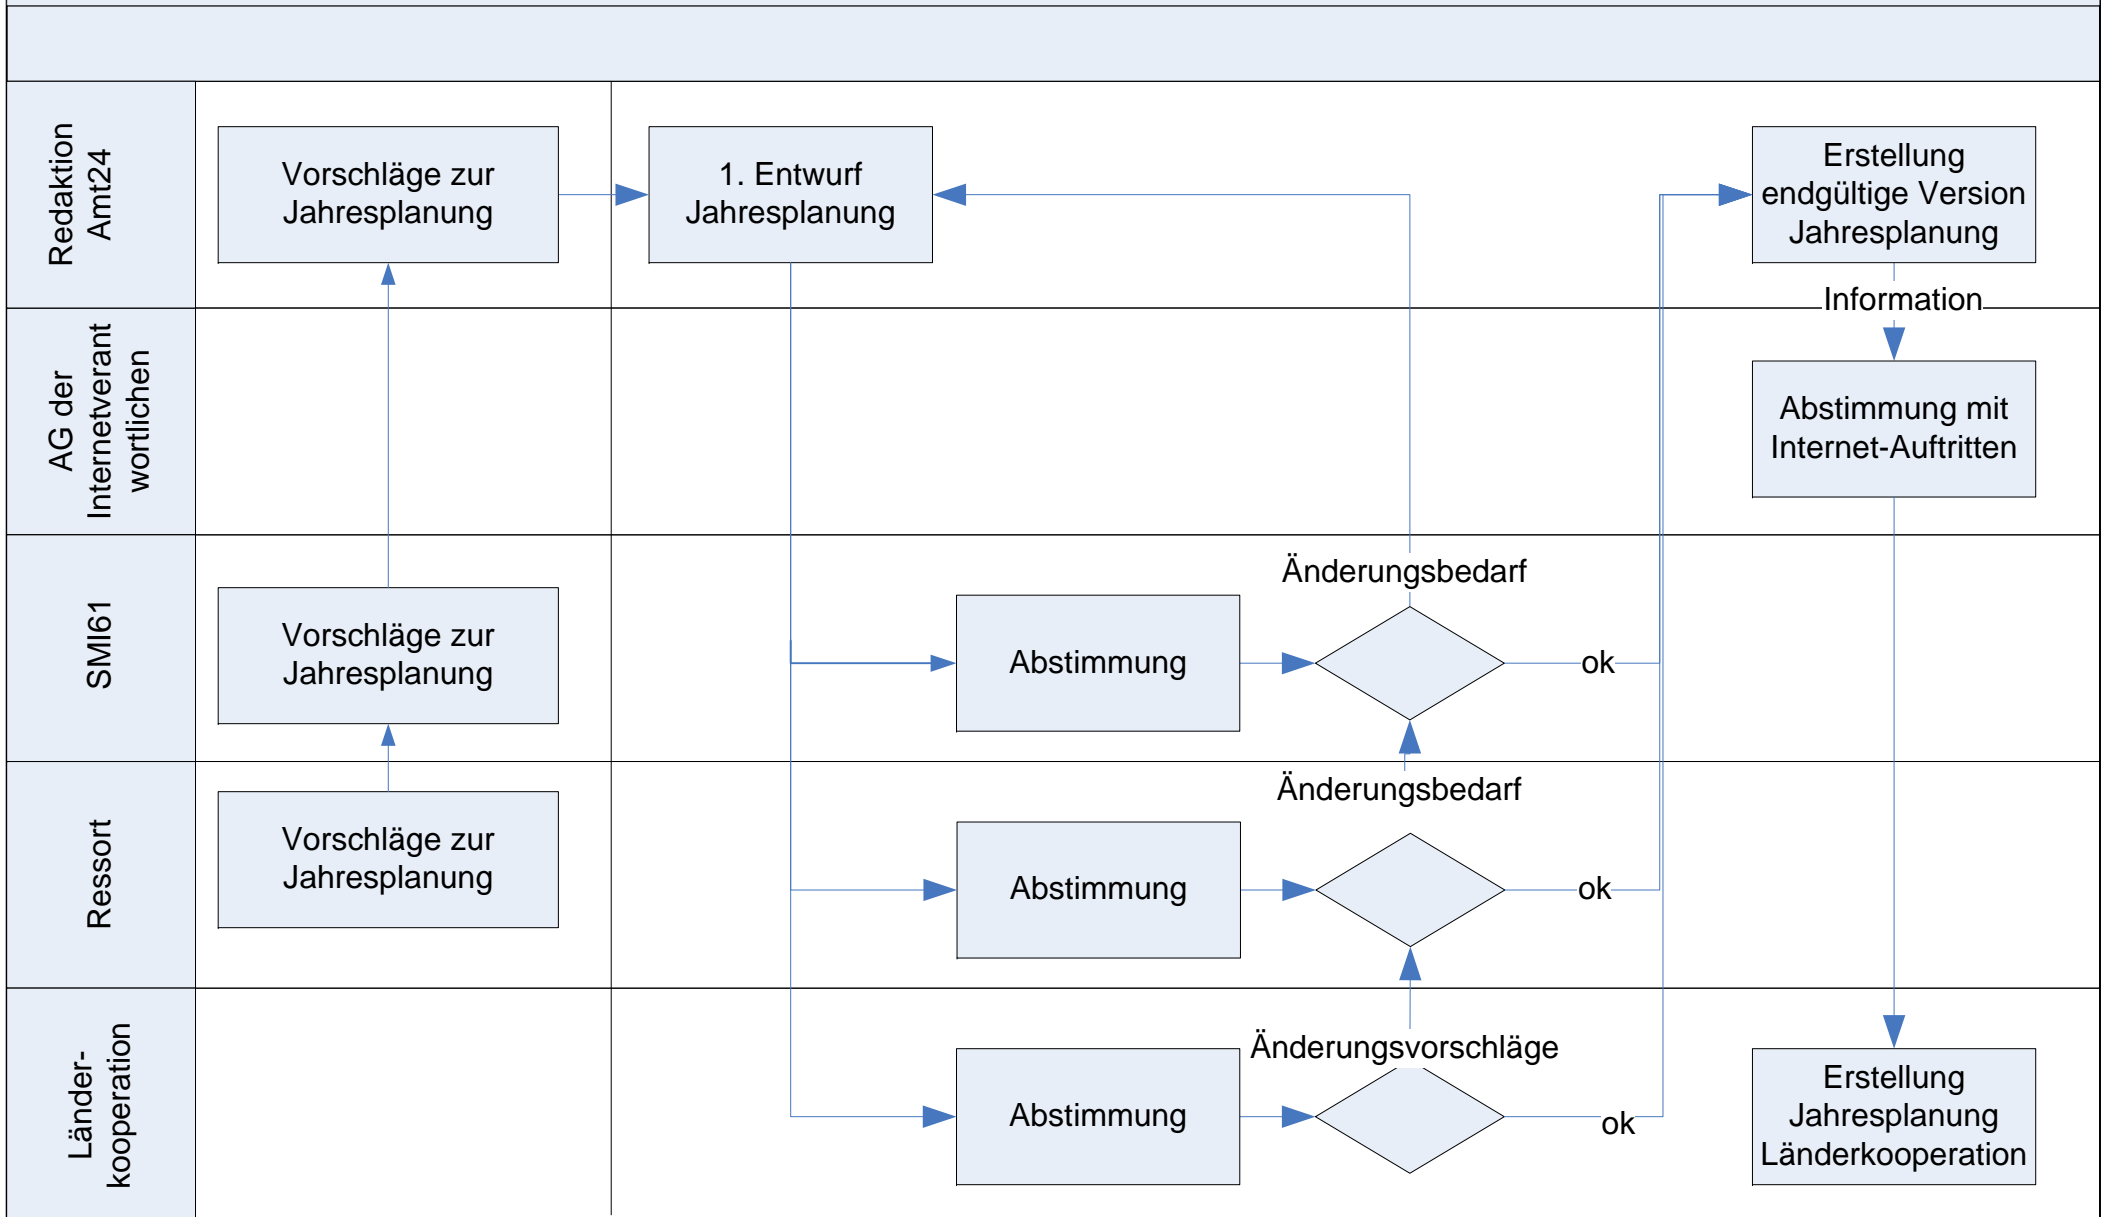 Redaktion
Amt24
Vorschläge zur
Jahresplanung
1. Entwurf
Jahresplanung
Erstellung
endgültige Version
Jahresplanung
Information
AG der
Internetverant
wortlichen
Abstimmung mit
Internet-Auftritten
SMI61
Vorschläge zur
Jahresplanung
Abstimmung
Änderungsbedarf
ok
Ressort
Vorschläge zur
Jahresplanung
Abstimmung
Änderungsbedarf
ok
Länder-
kooperation
Abstimmung
Änderungsvorschläge
ok
Erstellung
Jahresplanung
Länderkooperation